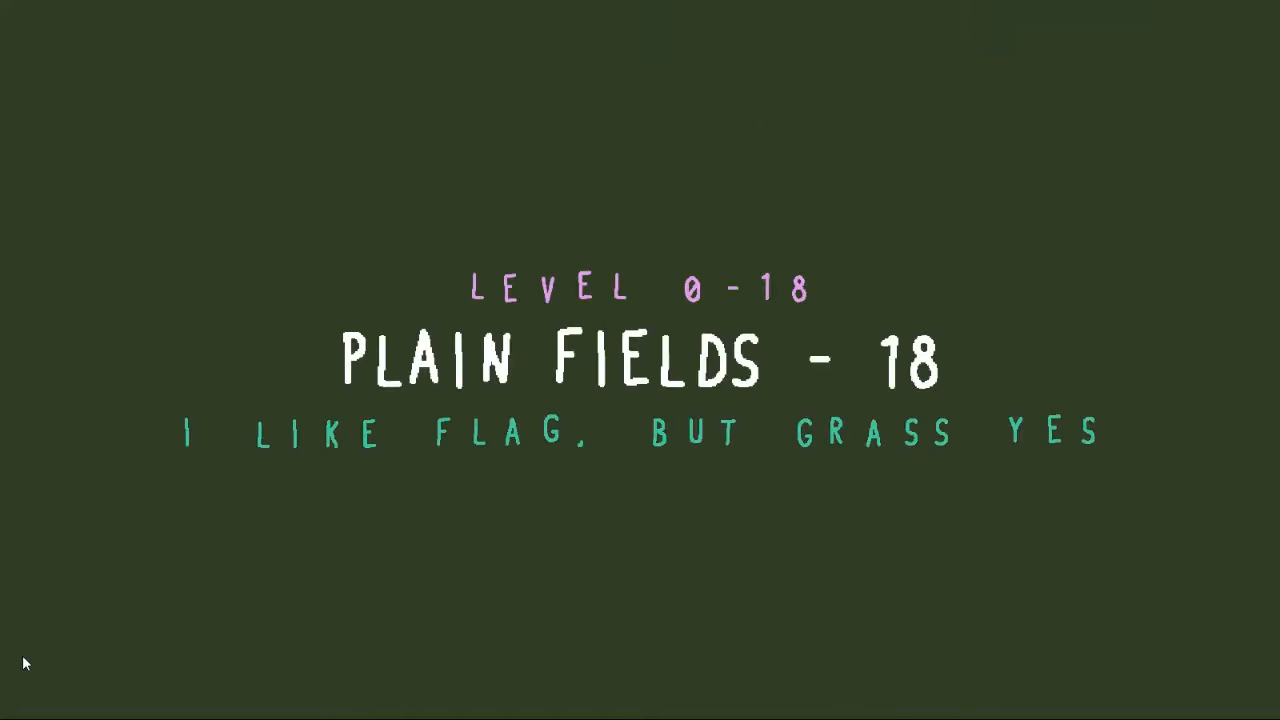 LEVEL 0-18
PLAIN FIELDS - 18
I LIKE FLAG, BUT GRASS YES